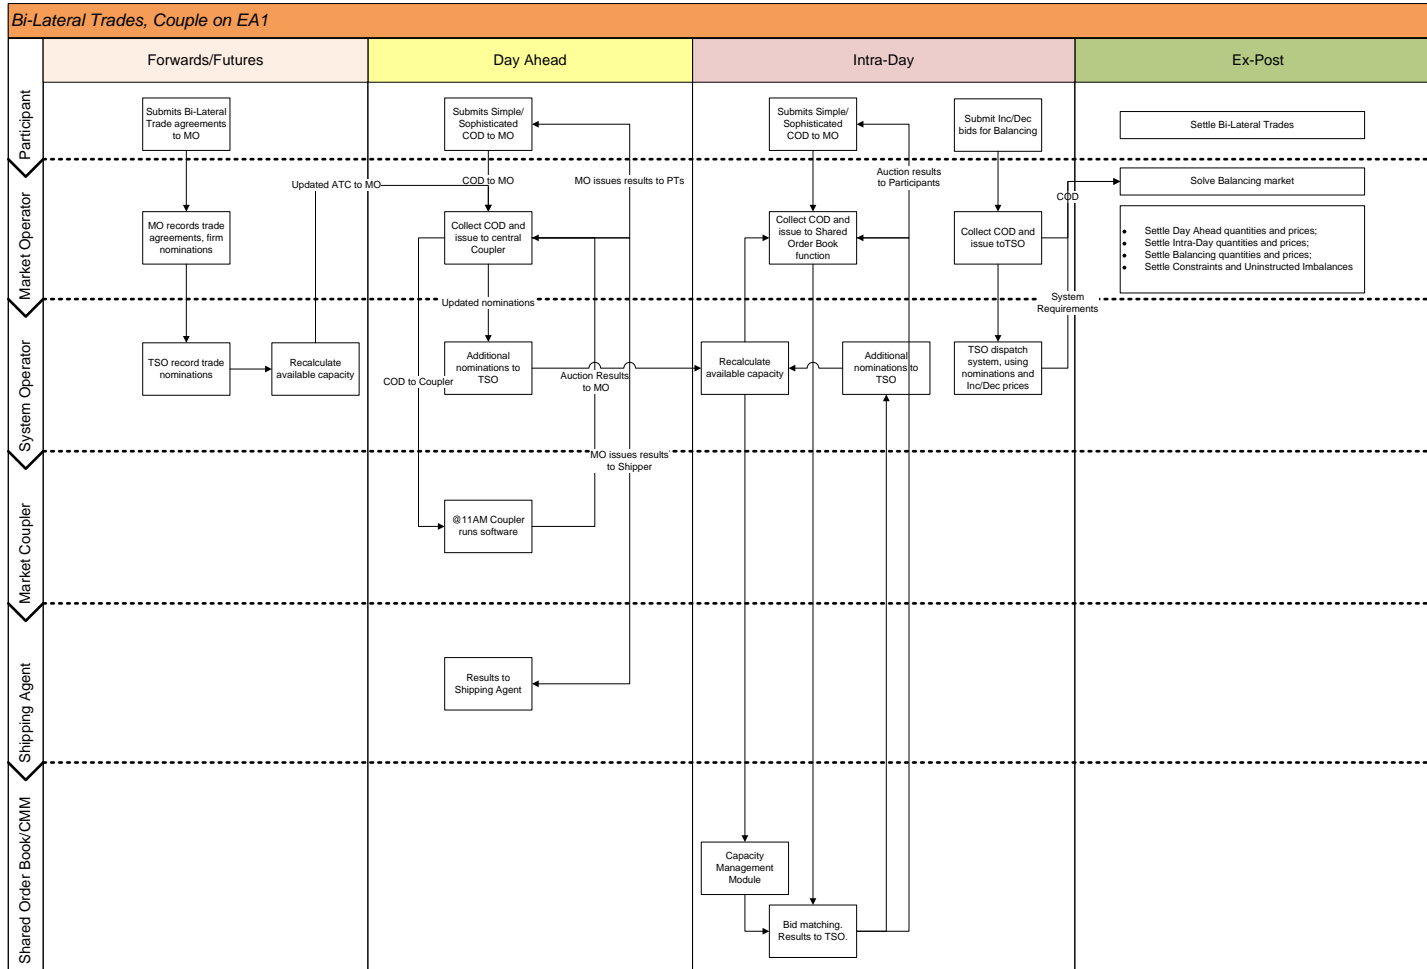 Bi-Lateral Trades, Couple on EA1
Forwards/Futures
Day Ahead
Intra-Day
Ex-Post
Participant
Submits Bi-Lateral
Trade agreements
to MO
Submits Simple/
Sophisticated
COD to MO
Submits Simple/
Sophisticated
COD to MO
Submit Inc/Dec
bids for Balancing
Settle Bi-Lateral Trades
Market Operator
Updated ATC to MO
COD to MO
MO issues results to PTs
Auction results
to Participants
COD
Solve Balancing market
MO records trade
agreements, firm
nominations
Collect COD and
issue to central
Coupler
Collect COD and
issue to Shared
Order Book
function
Collect COD and
issue toTSO
• Settle Day Ahead quantities and prices;
• Settle Intra-Day quantities and prices;
• Settle Balancing quantities and prices;
• Settle Constraints and Uninstructed Imbalances
Updated nominations
System
Requirements
System Operator
TSO record trade
nominations
Recalculate
available capacity
Additional
nominations to
TSO
Recalculate
available capacity
Additional
nominations to
TSO
TSO dispatch
system, using
nominations and
Inc/Dec prices
COD to Coupler
Auction Results
to MO
MO issues results
to Shipper
Market Coupler
@11AM Coupler
runs software
Shipping Agent
Results to
Shipping Agent
Shared Order Book/CMM
Capacity
Management
Module
Bid matching.
Results to TSO.